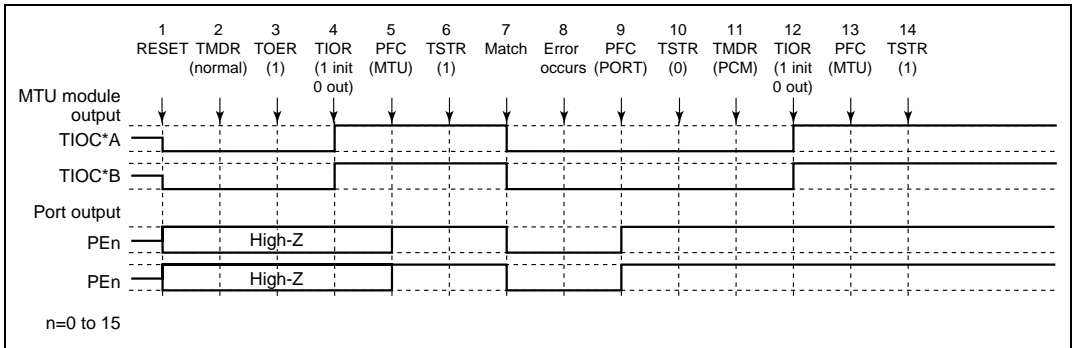 1 2 3 4 5 6 7 8 9 10 11 12 13 14
RESET TMDR TOER TIOR PFC TSTR Match Error PFC TSTR TMDR TIOR PFC TSTR
(normal) (1) (1 init (MTU) (1) occurs (PORT) (0) (PCM) (1 init (MTU) (1)
0 out) 0 out)
MTU module
output
TIOC*A
TIOC*B
Port output
PEn High-Z
PEn High-Z
n=0 to 15